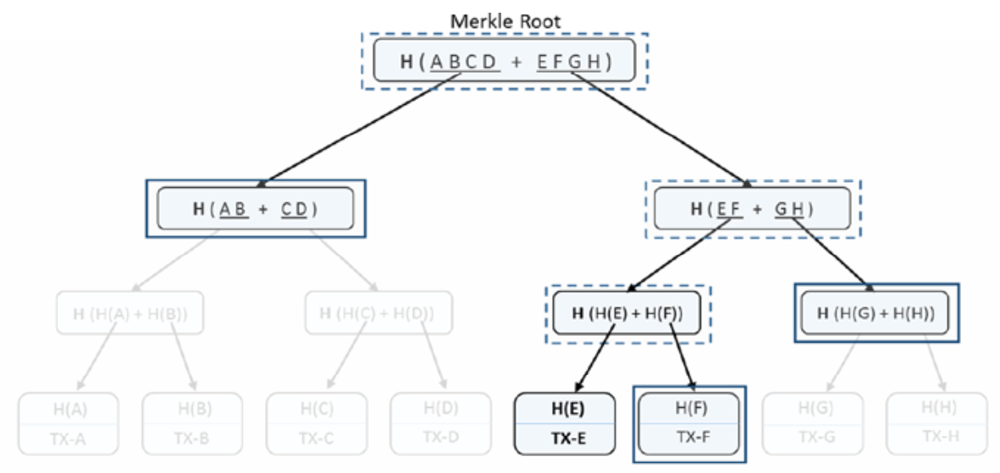 Merkle Root
H ( A B C D + E F G H )
H ( A B + C D )
H ( E F + G H )
H (H(A) + H(B))
H (H(C) + H(D))
H (H(E) + H(F))
H (H(G) + H(H))
H(A)
TX-A
H(B)
TX-B
H(C)
TX-C
H(D)
TX-D
H(E)
TX-E
H(F)
TX-F
H(G)
TX-G
H(H)
TX-H